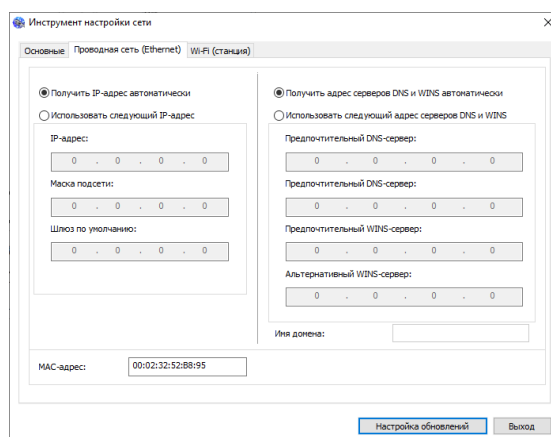 Инструмент настройки сети
Основные Проводная сеть (Ethernet) Wi-Fi (станция)
Получить IP-адрес автоматически
Использовать следующий IP-адрес
IP-адрес:
0 . 0 . 0 . 0
Маска подсети:
0 . 0 . 0 . 0
Шлюз по умолчанию:
0 . 0 . 0 . 0
Получить адрес серверов DNS и WINS автоматически
Использовать следующий адрес серверов DNS и WINS
Предпочтительный DNS-сервер:
0 . 0 . 0 . 0
Предпочтительный DNS-сервер:
0 . 0 . 0 . 0
Предпочтительный WINS-сервер:
0 . 0 . 0 . 0
Альтернативный WINS-сервер:
0 . 0 . 0 . 0
Имя домена:
MAC-адрес: 00:02:32:52:B8:95
Настройка обновлений Выход